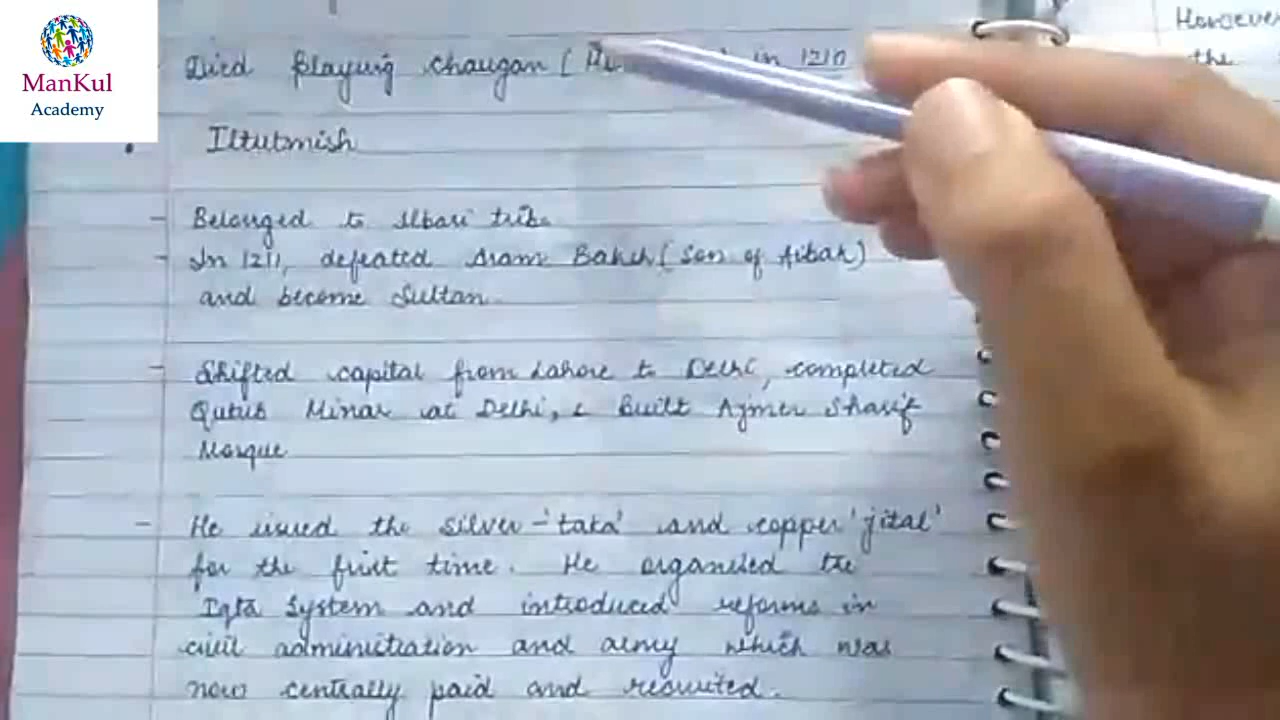 ManKul
Academy
However
the
Died playing Chaugan [ in 1210
• Iltutmish
- Belonged to Ilbari tribe
- In 1211, defeated Aram Baksh (Son of Aibak)
and become Sultan.
- Shifted capital from Lahore to Delhi, completed
Qutub Minar at Delhi, & Built Ajmer Sharif
Mosque
- He issued the silver-'taka' and copper 'jital'
for the first time. He organised the
Iqta System and introduced reforms in
civil administration and army which was
now centrally paid and recruited.